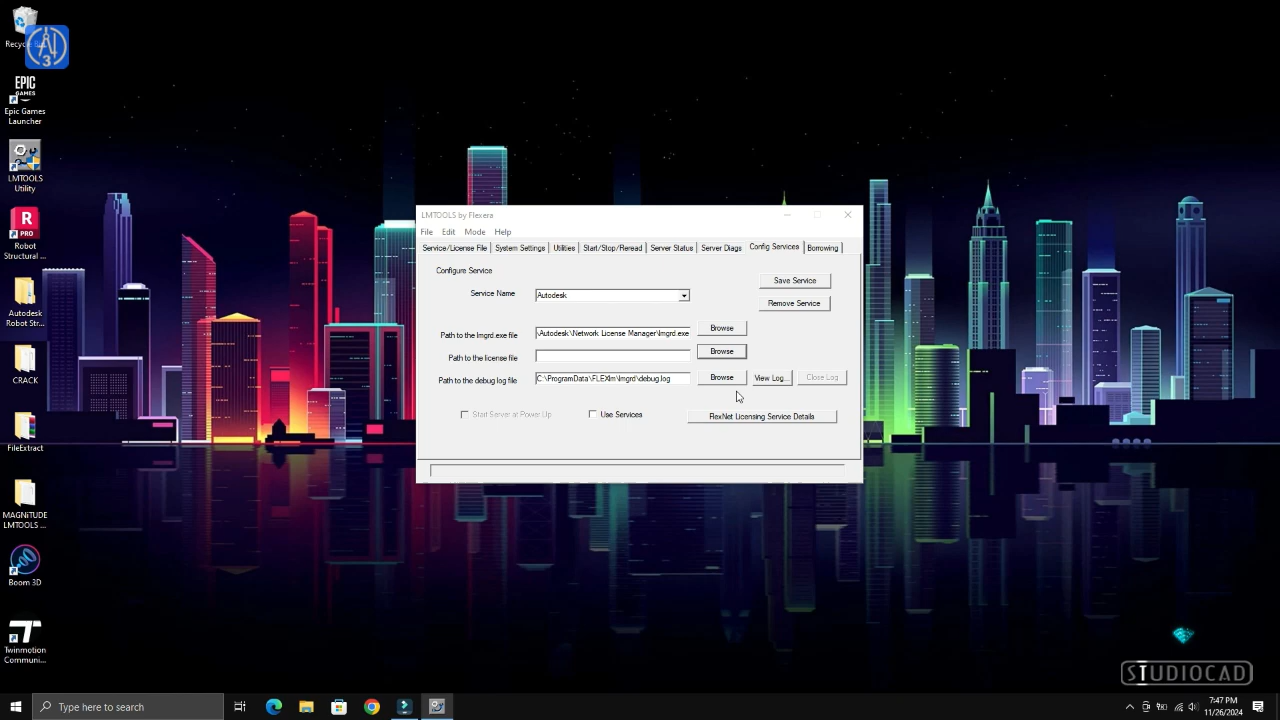 Recycle Bin
EPIC
GAMES
Epic Games
Launcher
LMTOOLS
Utility
R
PRO
Robot
Structural ...
Autodesk
Robot Str...
CRACK
FileExtract
MAGNiTUDE
LMTOOLS ...
Boom 3D
Twinmotion
Communi...
LMTOOLS by Flexera
File Edit Mode Help
Service/License File System Settings Utilities Start/Stop/Reread Server Status Server Diags Config Services Borrowing
Configure Service
Save Service
Service Name Autodesk
Remove Service
Path to the lmgrd.exe file \Autodesk\Network License Manager\lmgrd.exe Browse
Path to the license file Browse
Path to the debug log file C:\ProgramData\FLEXlm\lmgrd\debug.log Browse View Log... Close Log
Start Server at Power Up Use Services FlexNet Licensing Service Details
STUDIOCAD
Type here to search
7:47 PM
11/26/2024